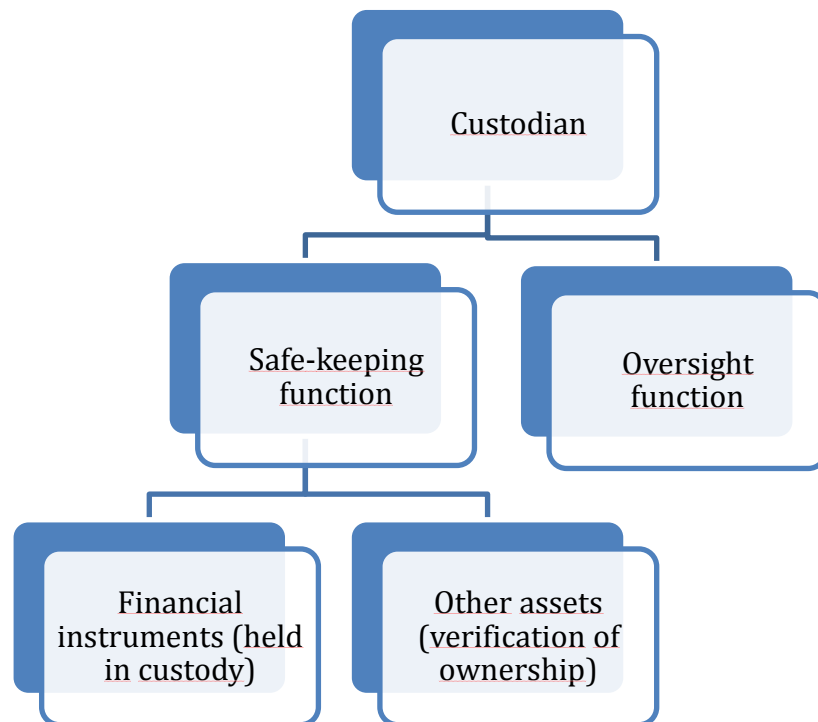 Custodian
Safe-keeping
function
Oversight
function
Financial
instruments (held
in custody)
Other assets
(verification of
ownership)